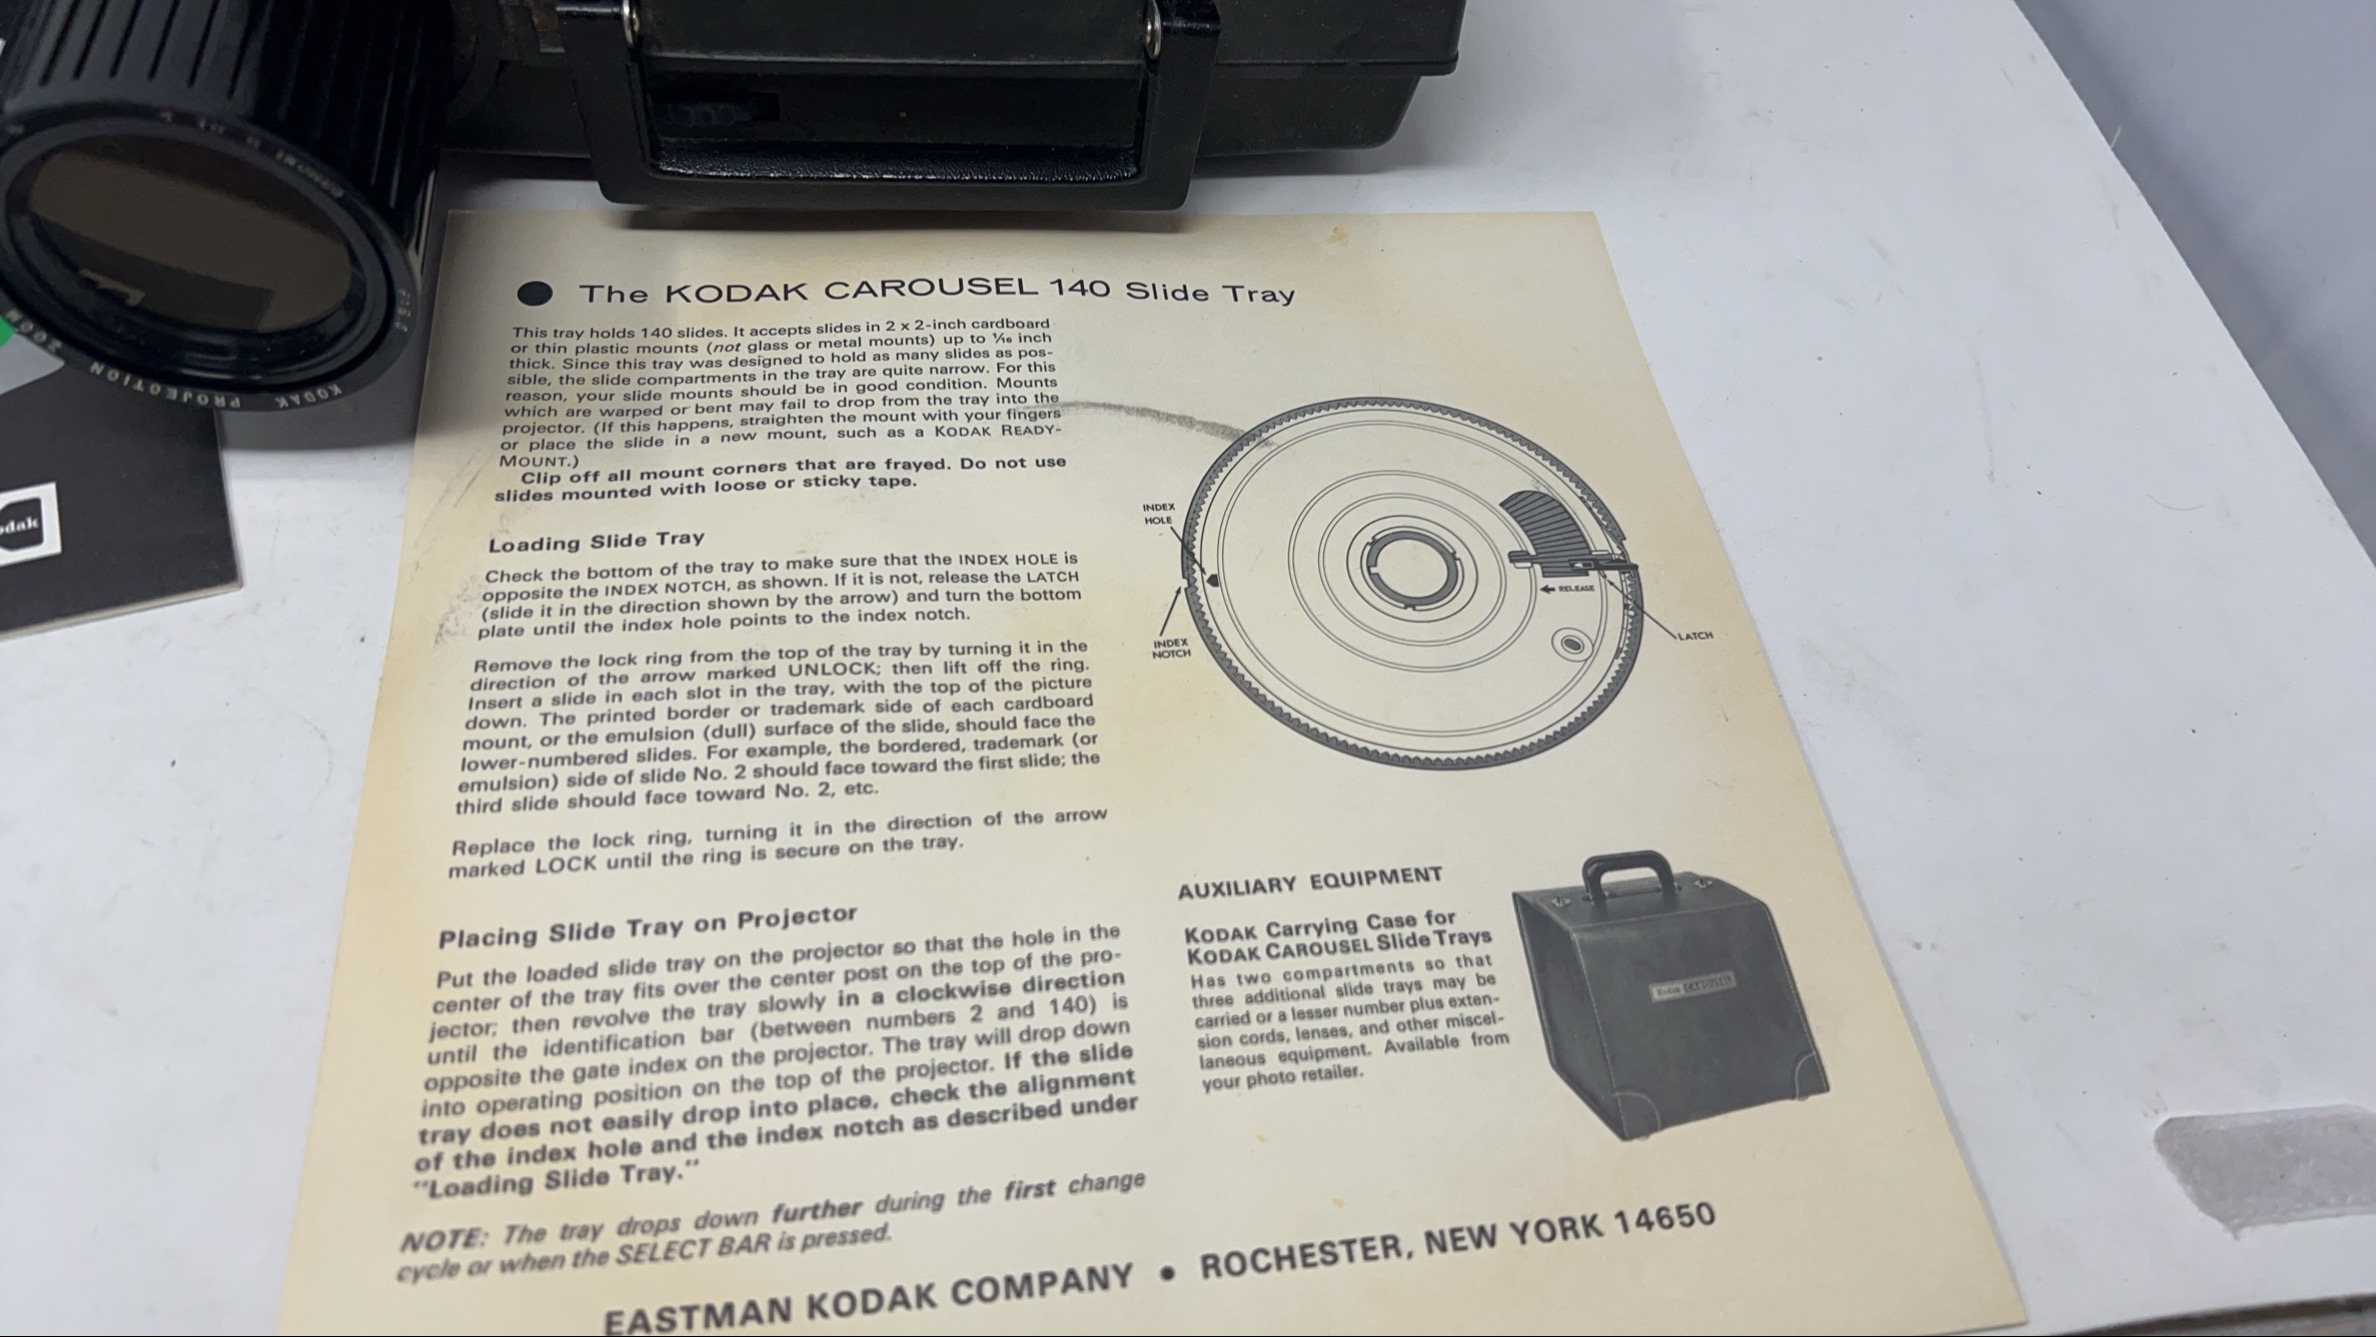 The KODAK CAROUSEL 140 Slide Tray
This tray holds 140 slides. It accepts slides in 2 x 2-inch cardboard
or thin plastic mounts (not glass or metal mounts) up to 1/16 inch
thick. Since this tray was designed to hold as many slides as pos-
sible, the slide compartments in the tray are quite narrow. For this
reason, your slide mounts should be in good condition. Mounts
which are warped or bent may fail to drop from the tray into the
projector. (If this happens, straighten the mount with your fingers
or place the slide in a new mount, such as a KODAK READY-
MOUNT.)
Clip off all mount corners that are frayed. Do not use
slides mounted with loose or sticky tape.
Loading Slide Tray
Check the bottom of the tray to make sure that the INDEX HOLE is
opposite the INDEX NOTCH, as shown. If it is not, release the LATCH
(slide it in the direction shown by the arrow) and turn the bottom
plate until the index hole points to the index notch.
Remove the lock ring from the top of the tray by turning it in the
direction of the arrow marked UNLOCK; then lift off the ring.
Insert a slide in each slot in the tray, with the top of the picture
down. The printed border or trademark side of each cardboard
mount, or the emulsion (dull) surface of the slide, should face the
lower-numbered slides. For example, the bordered, trademark (or
emulsion) side of slide No. 2 should face toward the first slide; the
third slide should face toward No. 2, etc.
Replace the lock ring, turning it in the direction of the arrow
marked LOCK until the ring is secure on the tray.
Placing Slide Tray on Projector
Put the loaded slide tray on the projector so that the hole in the
center of the tray fits over the center post on the top of the pro-
jector; then revolve the tray slowly in a clockwise direction
until the identification bar (between numbers 2 and 140) is
opposite the gate index on the projector. The tray will drop down
into operating position on the top of the projector. If the slide
tray does not easily drop into place, check the alignment
of the index hole and the index notch as described under
"Loading Slide Tray."
NOTE: The tray drops down further during the first change
cycle or when the SELECT BAR is pressed.
INDEX
HOLE
INDEX
NOTCH
RELEASE
LATCH
AUXILIARY EQUIPMENT
KODAK Carrying Case for
KODAK CAROUSEL Slide Trays
Has two compartments so that
three additional slide trays may be
carried or a lesser number plus exten-
sion cords, lenses, and other miscel-
laneous equipment. Available from
your photo retailer.
Kodak CAROUSEL
EASTMAN KODAK COMPANY • ROCHESTER, NEW YORK 14650
KODAK PROJECTION ZOOM
odak